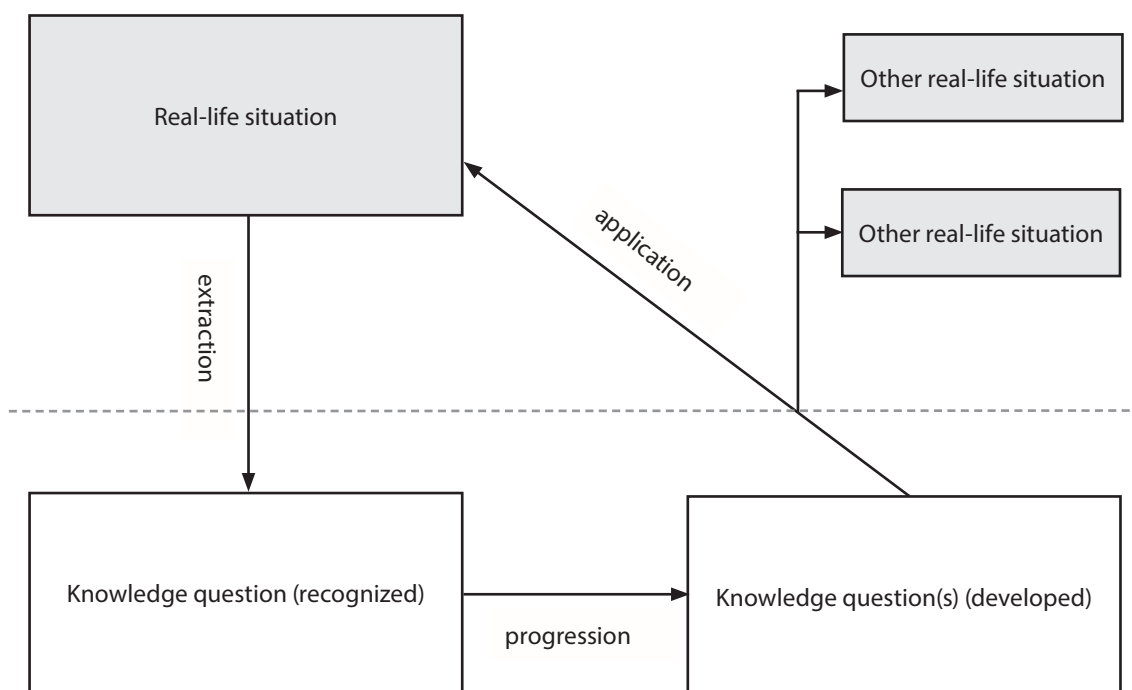 Real-life situation
Other real-life situation
Other real-life situation
application
extraction
Knowledge question (recognized)
progression
Knowledge question(s) (developed)